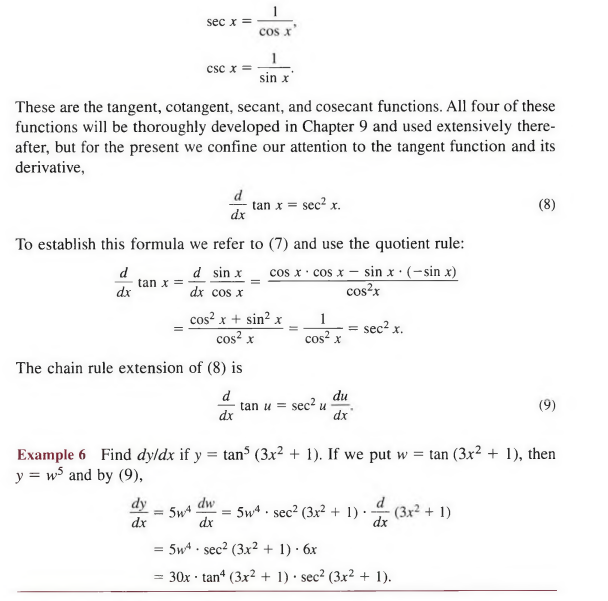 sec x = 1/cos x,
csc x = 1/sin x.
These are the tangent, cotangent, secant, and cosecant functions. All four of these
functions will be thoroughly developed in Chapter 9 and used extensively there-
after, but for the present we confine our attention to the tangent function and its
derivative,
d/dx tan x = sec² x. (8)
To establish this formula we refer to (7) and use the quotient rule:
d/dx tan x = d/dx sin x/cos x = (cos x · cos x − sin x · (−sin x))/cos²x
= (cos² x + sin² x)/cos² x = 1/cos² x = sec² x.
The chain rule extension of (8) is
d/dx tan u = sec² u du/dx. (9)
Example 6 Find dy/dx if y = tan⁵ (3x² + 1). If we put w = tan (3x² + 1), then
y = w⁵ and by (9),
dy/dx = 5w⁴ dw/dx = 5w⁴ · sec² (3x² + 1) · d/dx (3x² + 1)
= 5w⁴ · sec² (3x² + 1) · 6x
= 30x · tan⁴ (3x² + 1) · sec² (3x² + 1).